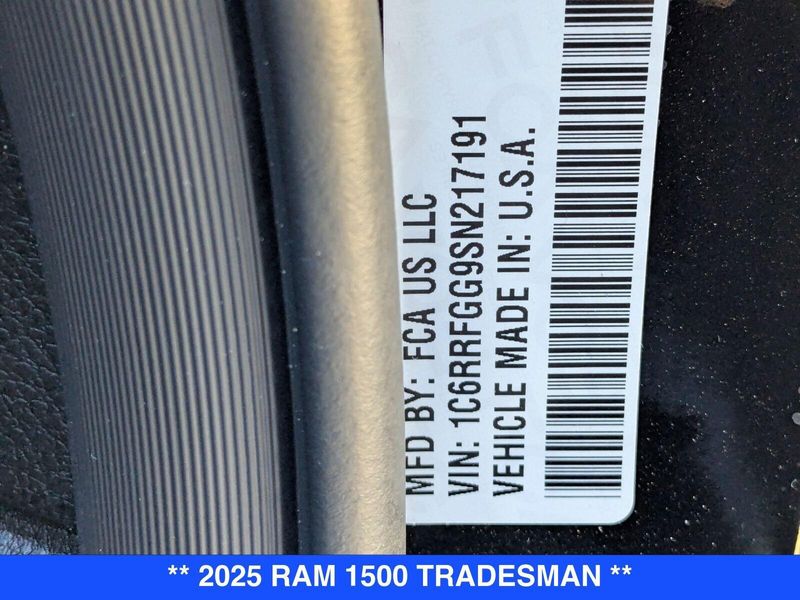 MFD BY: FCA US LLC
VIN: 1C6RRFGG9SN217191
VEHICLE MADE IN: U.S.A.
** 2025 RAM 1500 TRADESMAN **